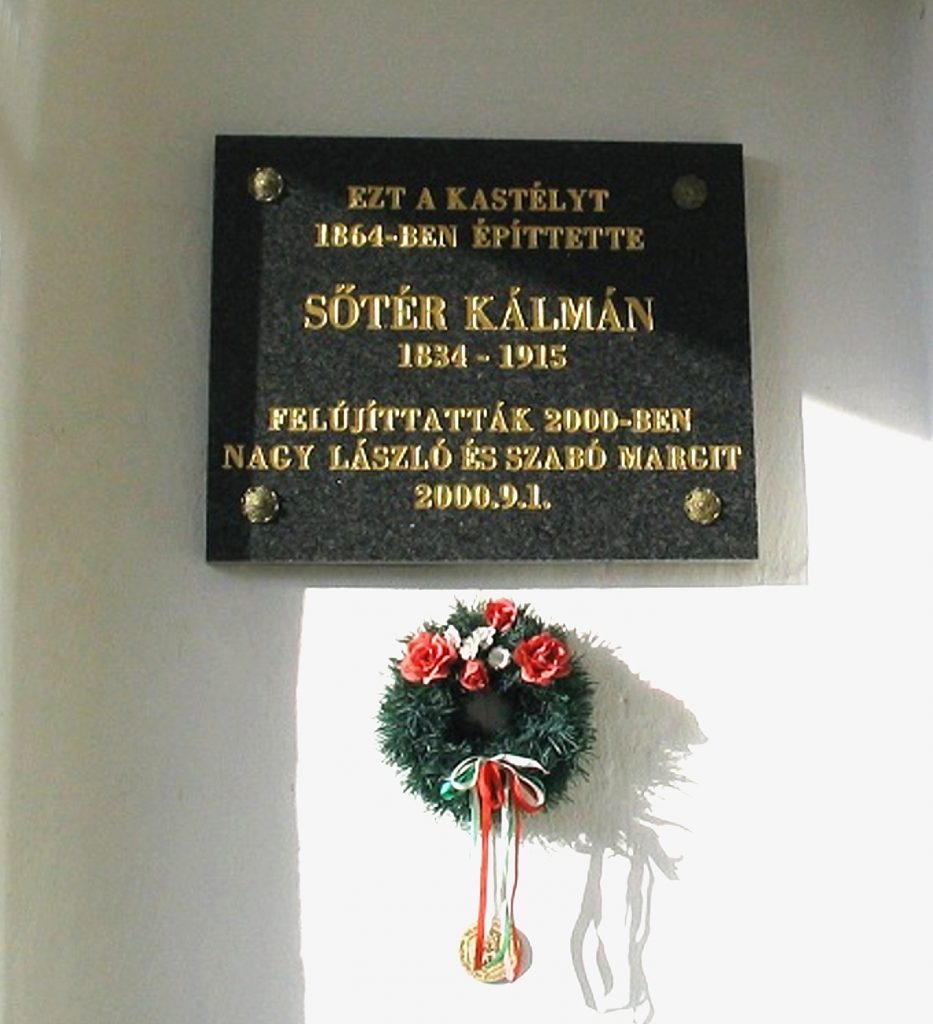 EZT A KASTÉLYT
1864-BEN ÉPÍTTETTE
SŐTÉR KÁLMÁN
1834 - 1915
FELÚJÍTTATTÁK 2000-BEN
NAGY LÁSZLÓ ÉS SZABÓ MARGIT
2000.9.1.